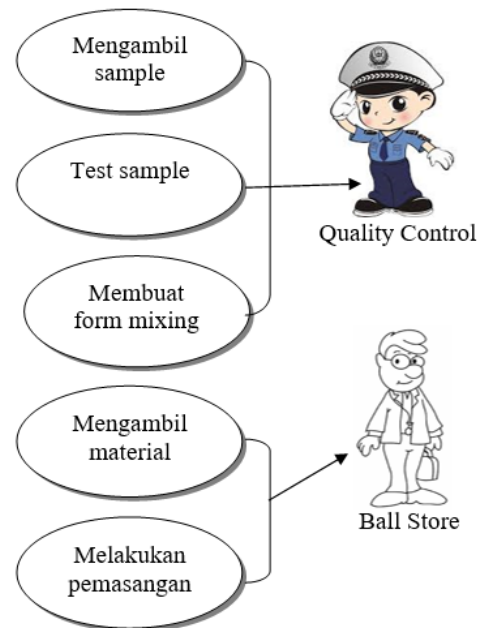 Mengambil
sample
Test sample
Quality Control
Membuat
form mixing
Mengambil
material
Ball Store
Melakukan
pemasangan